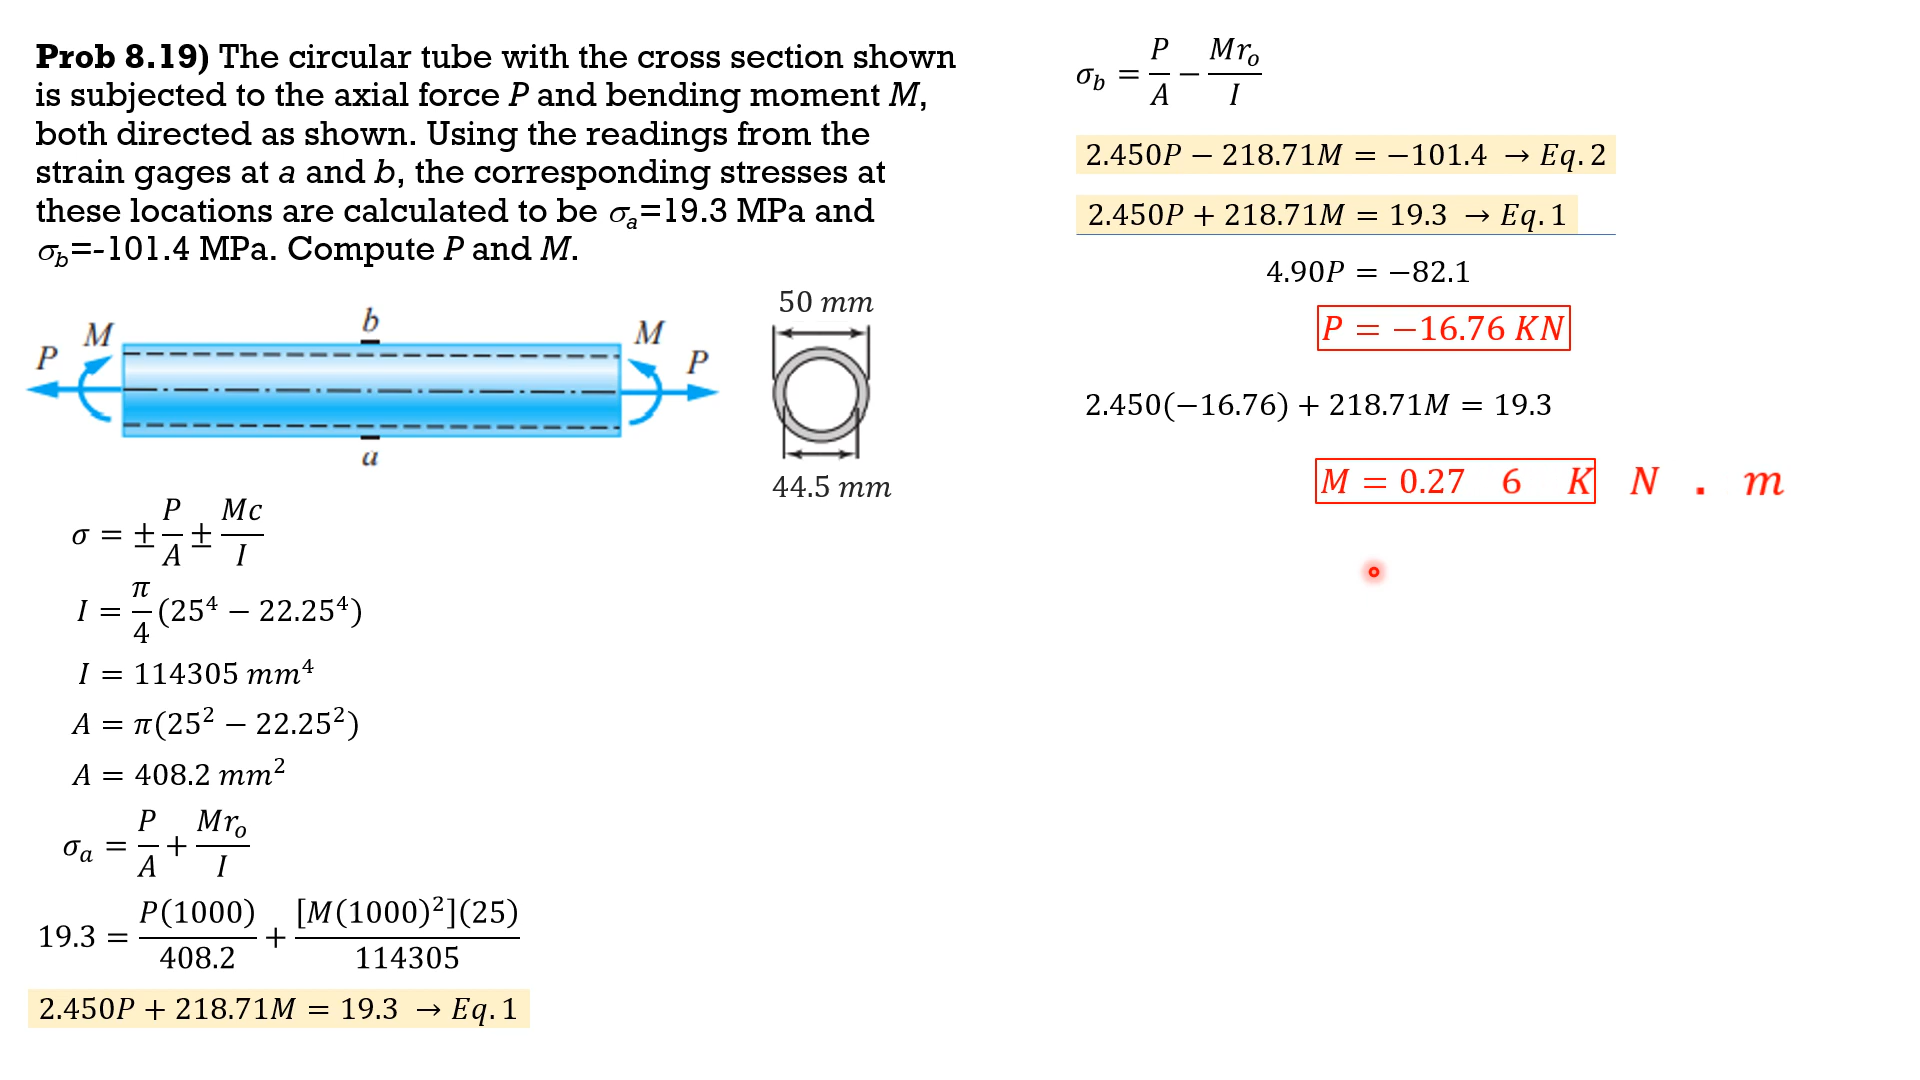 Prob 8.19) The circular tube with the cross section shown
is subjected to the axial force P and bending moment M,
both directed as shown. Using the readings from the
strain gages at a and b, the corresponding stresses at
these locations are calculated to be σₐ=19.3 MPa and
σ_b=-101.4 MPa. Compute P and M.
50 mm
b
M
M
P
P
a
44.5 mm
σ = ± P/A ± Mc/I
I = π/4 (25⁴ − 22.25⁴)
I = 114305 mm⁴
A = π(25² − 22.25²)
A = 408.2 mm²
σₐ = P/A + Mrₒ/I
19.3 = P(1000)/408.2 + [M(1000)²](25)/114305
2.450P + 218.71M = 19.3 → Eq. 1
σ_b = P/A − Mrₒ/I
2.450P − 218.71M = −101.4 → Eq. 2
2.450P + 218.71M = 19.3 → Eq. 1
4.90P = −82.1
P = −16.76 KN
2.450(−16.76) + 218.71M = 19.3
M = 0.27 6 K N . m